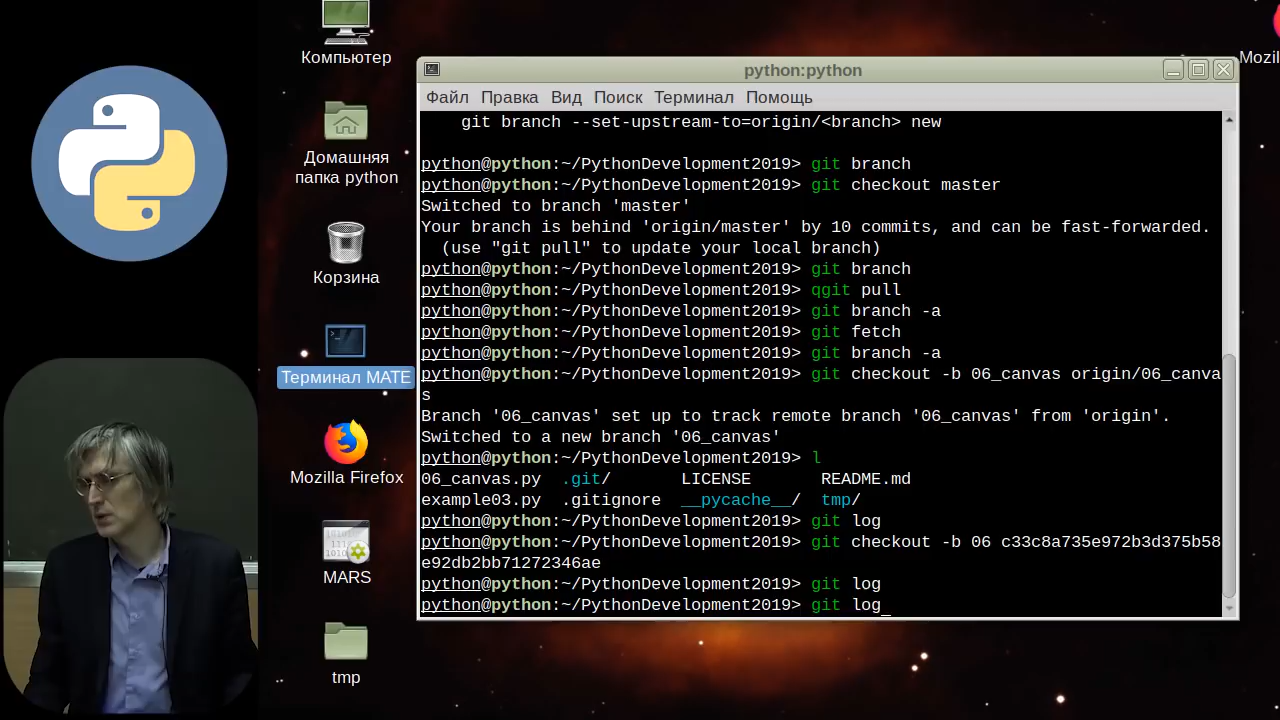 Компьютер
Домашняя
папка python
Корзина
Терминал MATE
Mozilla Firefox
MARS
tmp
Mozil
python:python
Файл Правка Вид Поиск Терминал Помощь
git branch --set-upstream-to=origin/<branch> new
python@python:~/PythonDevelopment2019> git branch
python@python:~/PythonDevelopment2019> git checkout master
Switched to branch 'master'
Your branch is behind 'origin/master' by 10 commits, and can be fast-forwarded.
(use "git pull" to update your local branch)
python@python:~/PythonDevelopment2019> git branch
python@python:~/PythonDevelopment2019> qgit pull
python@python:~/PythonDevelopment2019> git branch -a
python@python:~/PythonDevelopment2019> git fetch
python@python:~/PythonDevelopment2019> git branch -a
python@python:~/PythonDevelopment2019> git checkout -b 06_canvas origin/06_canva
s
Branch '06_canvas' set up to track remote branch '06_canvas' from 'origin'.
Switched to a new branch '06_canvas'
python@python:~/PythonDevelopment2019> l
06_canvas.py .git/ LICENSE README.md
example03.py .gitignore __pycache__/ tmp/
python@python:~/PythonDevelopment2019> git log
python@python:~/PythonDevelopment2019> git checkout -b 06 c33c8a735e972b3d375b58
e92db2bb71272346ae
python@python:~/PythonDevelopment2019> git log
python@python:~/PythonDevelopment2019> git log_